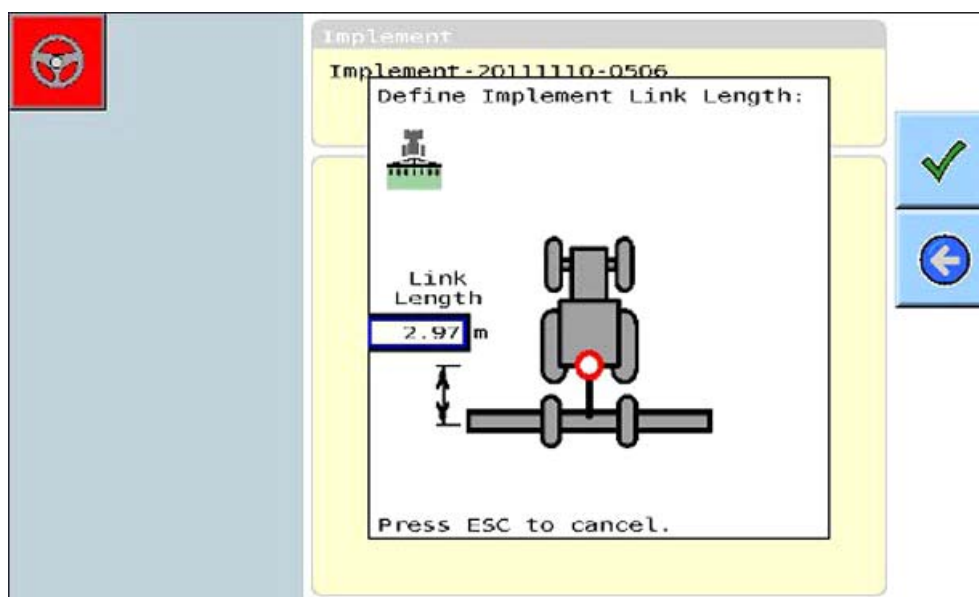 Implement
Implement-20111110-0506
Define Implement Link Length:
Link
Length
2.97 m
Press ESC to cancel.